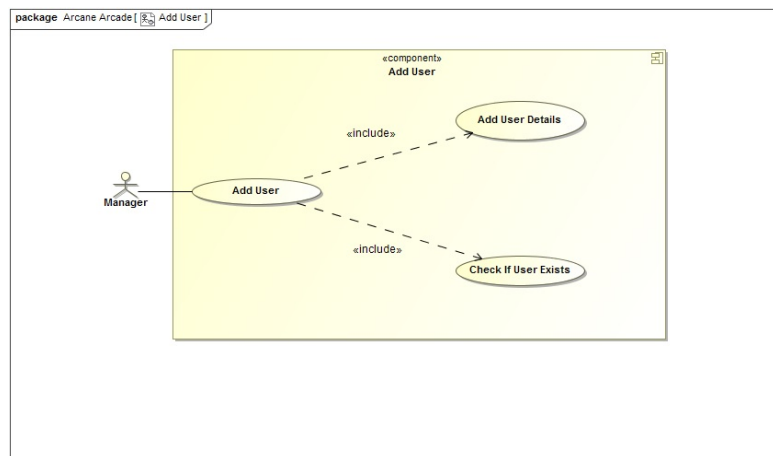 package Arcane Arcade [ Add User ]
«component»
Add User
Add User Details
«include»
Add User
Manager
«include»
Check If User Exists